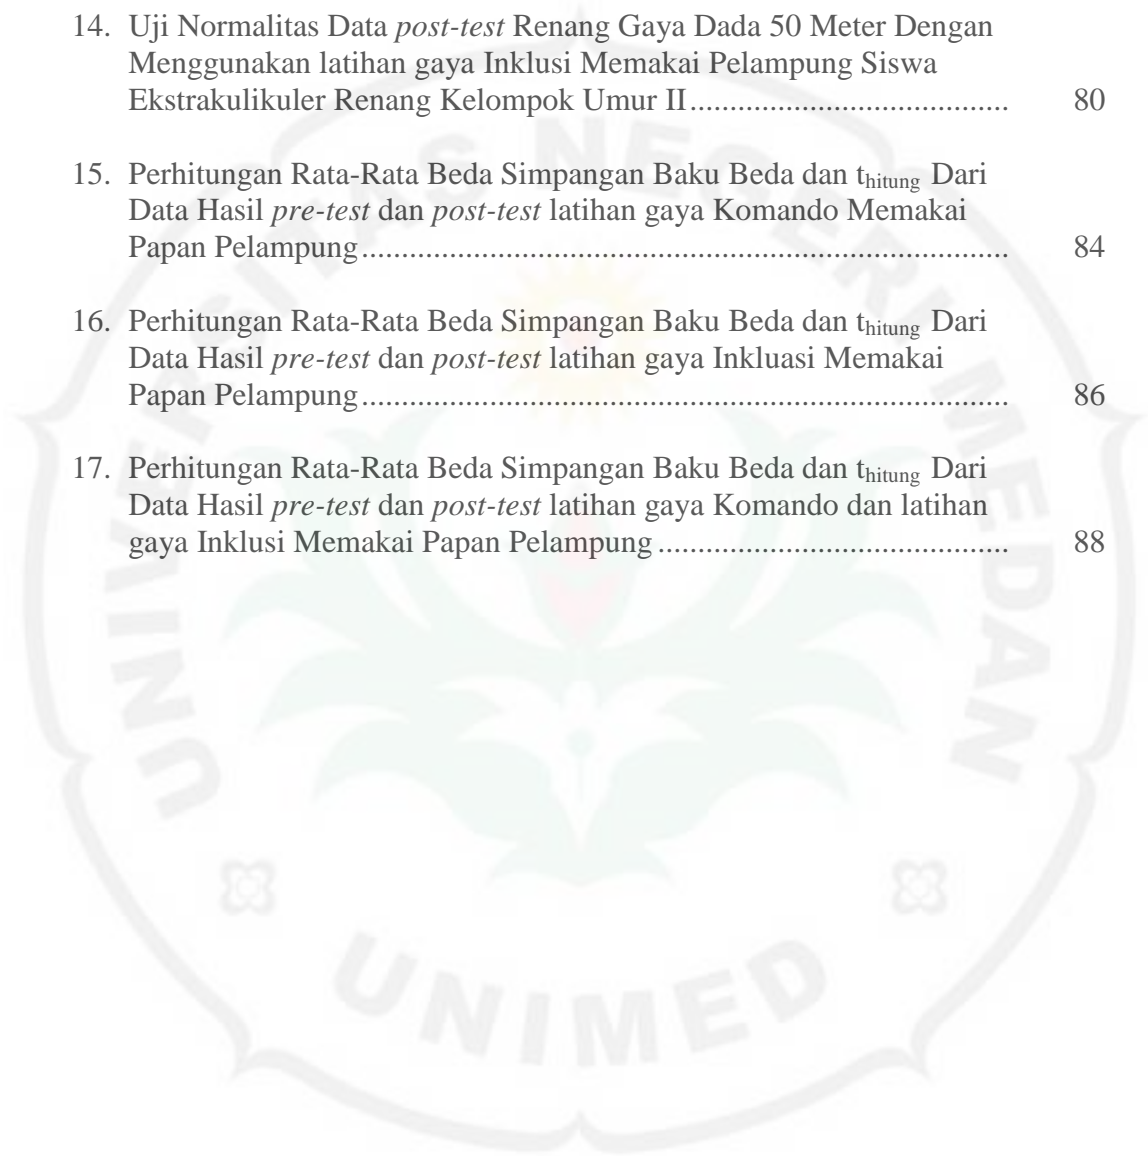 14. Uji Normalitas Data post-test Renang Gaya Dada 50 Meter Dengan
Menggunakan latihan gaya Inklusi Memakai Pelampung Siswa
Ekstrakulikuler Renang Kelompok Umur II........................................ 80
15. Perhitungan Rata-Rata Beda Simpangan Baku Beda dan thitung Dari
Data Hasil pre-test dan post-test latihan gaya Komando Memakai
Papan Pelampung................................................................................. 84
16. Perhitungan Rata-Rata Beda Simpangan Baku Beda dan thitung Dari
Data Hasil pre-test dan post-test latihan gaya Inkluasi Memakai
Papan Pelampung................................................................................. 86
17. Perhitungan Rata-Rata Beda Simpangan Baku Beda dan thitung Dari
Data Hasil pre-test dan post-test latihan gaya Komando dan latihan
gaya Inklusi Memakai Papan Pelampung............................................ 88
UNIVERSITAS NEGERI MEDAN
UNIMED